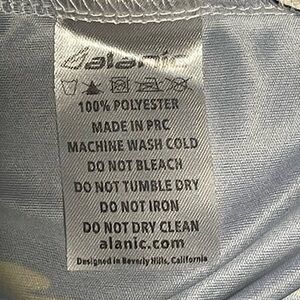 alanic
100% POLYESTER
MADE IN PRC
MACHINE WASH COLD
DO NOT BLEACH
DO NOT TUMBLE DRY
DO NOT IRON
DO NOT DRY CLEAN
alanic.com
Designed in Beverly Hills, California